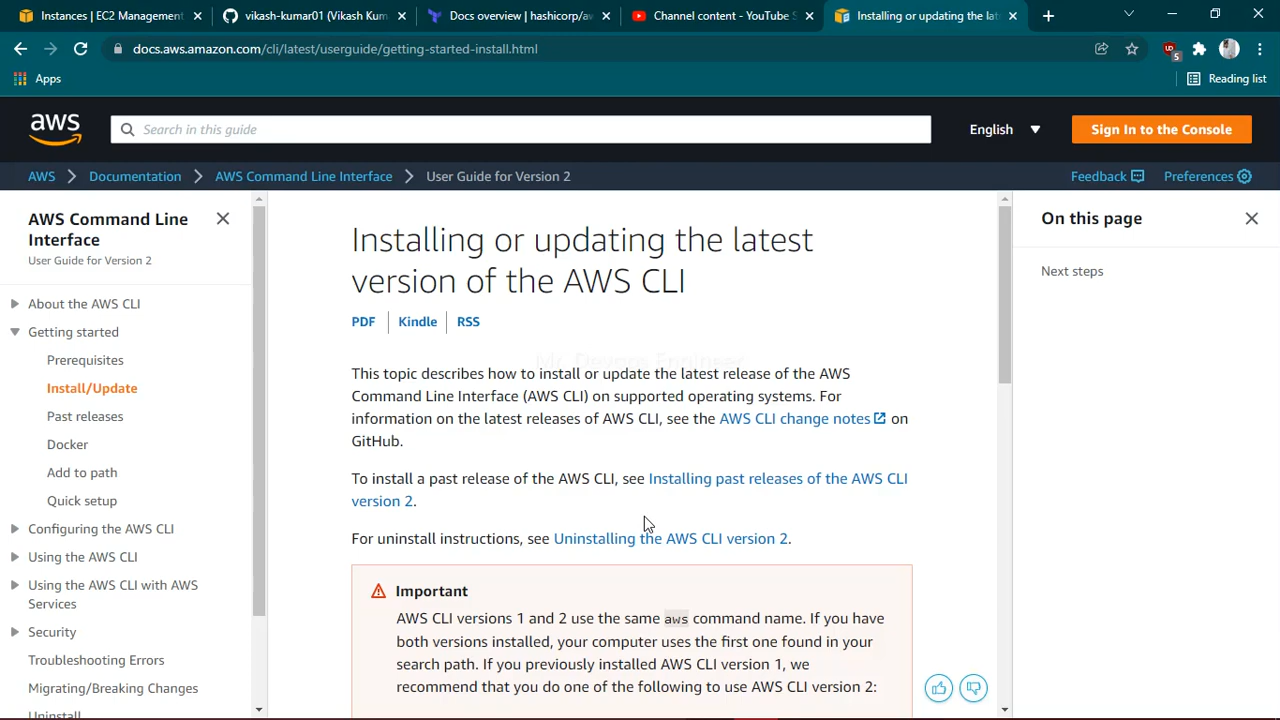 Instances | EC2 Management
vikash-kumar01 (Vikash Kum
Docs overview | hashicorp/aw
Channel content - YouTube S
Installing or updating the lat
docs.aws.amazon.com/cli/latest/userguide/getting-started-install.html
5
Apps
Reading list
aws
Search in this guide
English
Sign In to the Console
AWS
Documentation
AWS Command Line Interface
User Guide for Version 2
Feedback
Preferences
AWS Command Line
Interface
User Guide for Version 2
About the AWS CLI
Getting started
Prerequisites
Install/Update
Past releases
Docker
Add to path
Quick setup
Configuring the AWS CLI
Using the AWS CLI
Using the AWS CLI with AWS
Services
Security
Troubleshooting Errors
Migrating/Breaking Changes
Uninstall
Installing or updating the latest
version of the AWS CLI
PDF
Kindle
RSS
Mr. Devops Engineer
This topic describes how to install or update the latest release of the AWS
Command Line Interface (AWS CLI) on supported operating systems. For
information on the latest releases of AWS CLI, see the AWS CLI change notes on
GitHub.
To install a past release of the AWS CLI, see Installing past releases of the AWS CLI
version 2.
For uninstall instructions, see Uninstalling the AWS CLI version 2.
Important
AWS CLI versions 1 and 2 use the same aws command name. If you have
both versions installed, your computer uses the first one found in your
search path. If you previously installed AWS CLI version 1, we
recommend that you do one of the following to use AWS CLI version 2:
On this page
Next steps